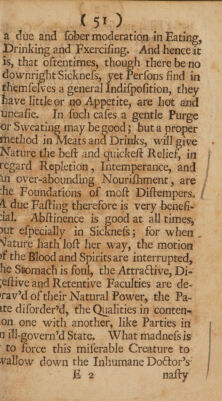 ( 51 )
a due and ſober moderation in Eating,
Drinking and Exerciſing. And hence it
is, that oftentimes, though there be no
downright Sickneſs, yet Perſons find in
themſelves a general Indiſpoſition, they
have little or no Appetite, are hot and
uneaſie. In ſuch caſes a gentle Purge
or Sweating may be good; but a proper
method in Meats and Drinks, will give
Nature the beſt and quickeſt Relief, in
regard Repletion, Intemperance, and
an over-abounding Nouriſhment, are
the Foundations of moſt Diſtempers.
A due Faſting therefore is very benefi-
cial. Abſtinence is good at all times,
but eſpecially in Sickneſs; for when
Nature hath loſt her way, the motion
of the Blood and Spirits are interrupted,
he Stomach is foul, the Attractive, Di-
geſtive and Retentive Faculties are de-
rav'd of their Natural Power, the Pa-
ate diſorder'd, the Qualities in conten-
ion one with another, like Parties in
n ill-govern'd State. What madneſs is
to force this miſerable Creature to
wallow down the Inhumane Doctor's
E 2 naſty